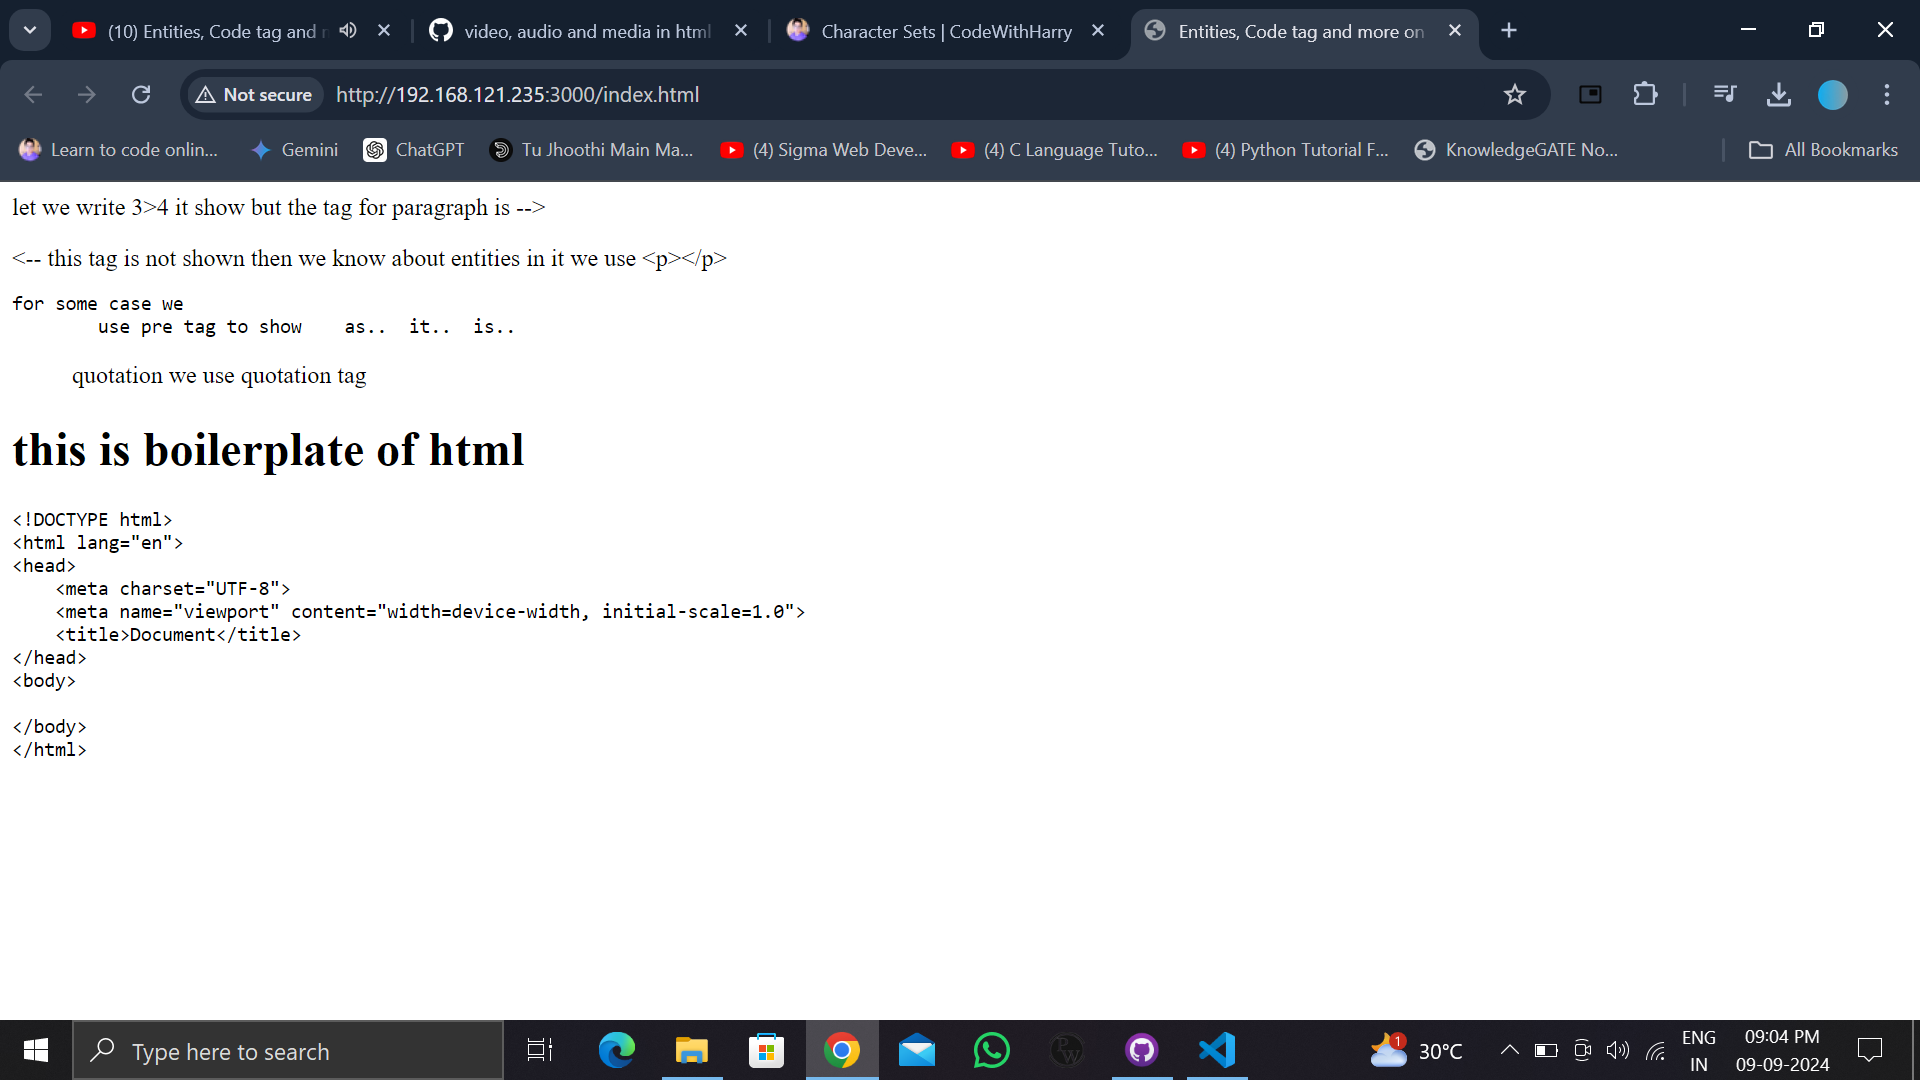 (10) Entities, Code tag and
video, audio and media in html
Character Sets | CodeWithHarry
Entities, Code tag and more on
Not secure
http://192.168.121.235:3000/index.html
Learn to code onlin...
Gemini
ChatGPT
Tu Jhoothi Main Ma...
(4) Sigma Web Deve...
(4) C Language Tuto...
(4) Python Tutorial F...
KnowledgeGATE No...
All Bookmarks
let we write 3>4 it show but the tag for paragraph is -->
<-- this tag is not shown then we know about entities in it we use <p></p>
for some case we
        use pre tag to show    as..  it..  is..
quotation we use quotation tag
this is boilerplate of html
<!DOCTYPE html>
<html lang="en">
<head>
    <meta charset="UTF-8">
    <meta name="viewport" content="width=device-width, initial-scale=1.0">
    <title>Document</title>
</head>
<body>
</body>
</html>
Type here to search
PW
1
30°C
ENG
IN
09:04 PM
09-09-2024